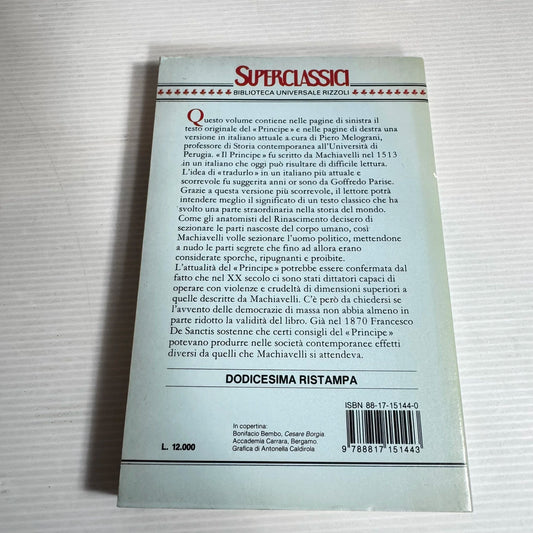 SUPERCLASSICI
BIBLIOTECA UNIVERSALE RIZZOLI
Questo volume contiene nelle pagine di sinistra il
testo originale del «Principe» e nelle pagine di destra una
versione in italiano attuale a cura di Piero Melograni,
professore di Storia contemporanea all'Università di
Perugia. «Il Principe» fu scritto da Machiavelli nel 1513
in un italiano che oggi può risultare di difficile lettura.
L'idea di «tradurlo» in un italiano più attuale e
scorrevole fu suggerita anni or sono da Goffredo Parise.
Grazie a questa versione più scorrevole, il lettore potrà
intendere meglio il significato di un testo classico che ha
svolto una parte straordinaria nella storia del mondo.
Come gli anatomisti del Rinascimento decisero di
sezionare le parti nascoste del corpo umano, così
Machiavelli volle sezionare l'uomo politico, mettendone
a nudo le parti segrete che fino ad allora erano
considerate sporche, ripugnanti e proibite.
L'attualità del «Principe» potrebbe essere confermata dal
fatto che nel XX secolo ci sono stati dittatori capaci di
operare con violenze e crudeltà di dimensioni superiori a
quelle descritte da Machiavelli. C'è però da chiedersi se
l'avvento delle democrazie di massa non abbia almeno in
parte ridotto la validità del libro. Già nel 1870 Francesco
De Sanctis sostenne che certi consigli del «Principe»
potevano produrre nelle società contemporanee effetti
diversi da quelli che Machiavelli si attendeva.
DODICESIMA RISTAMPA
ISBN 88-17-15144-0
In copertina:
Bonifacio Bembo, Cesare Borgia.
Accademia Carrara, Bergamo.
Grafica di Antonella Caldirola
L. 12.000
9 788817 151443